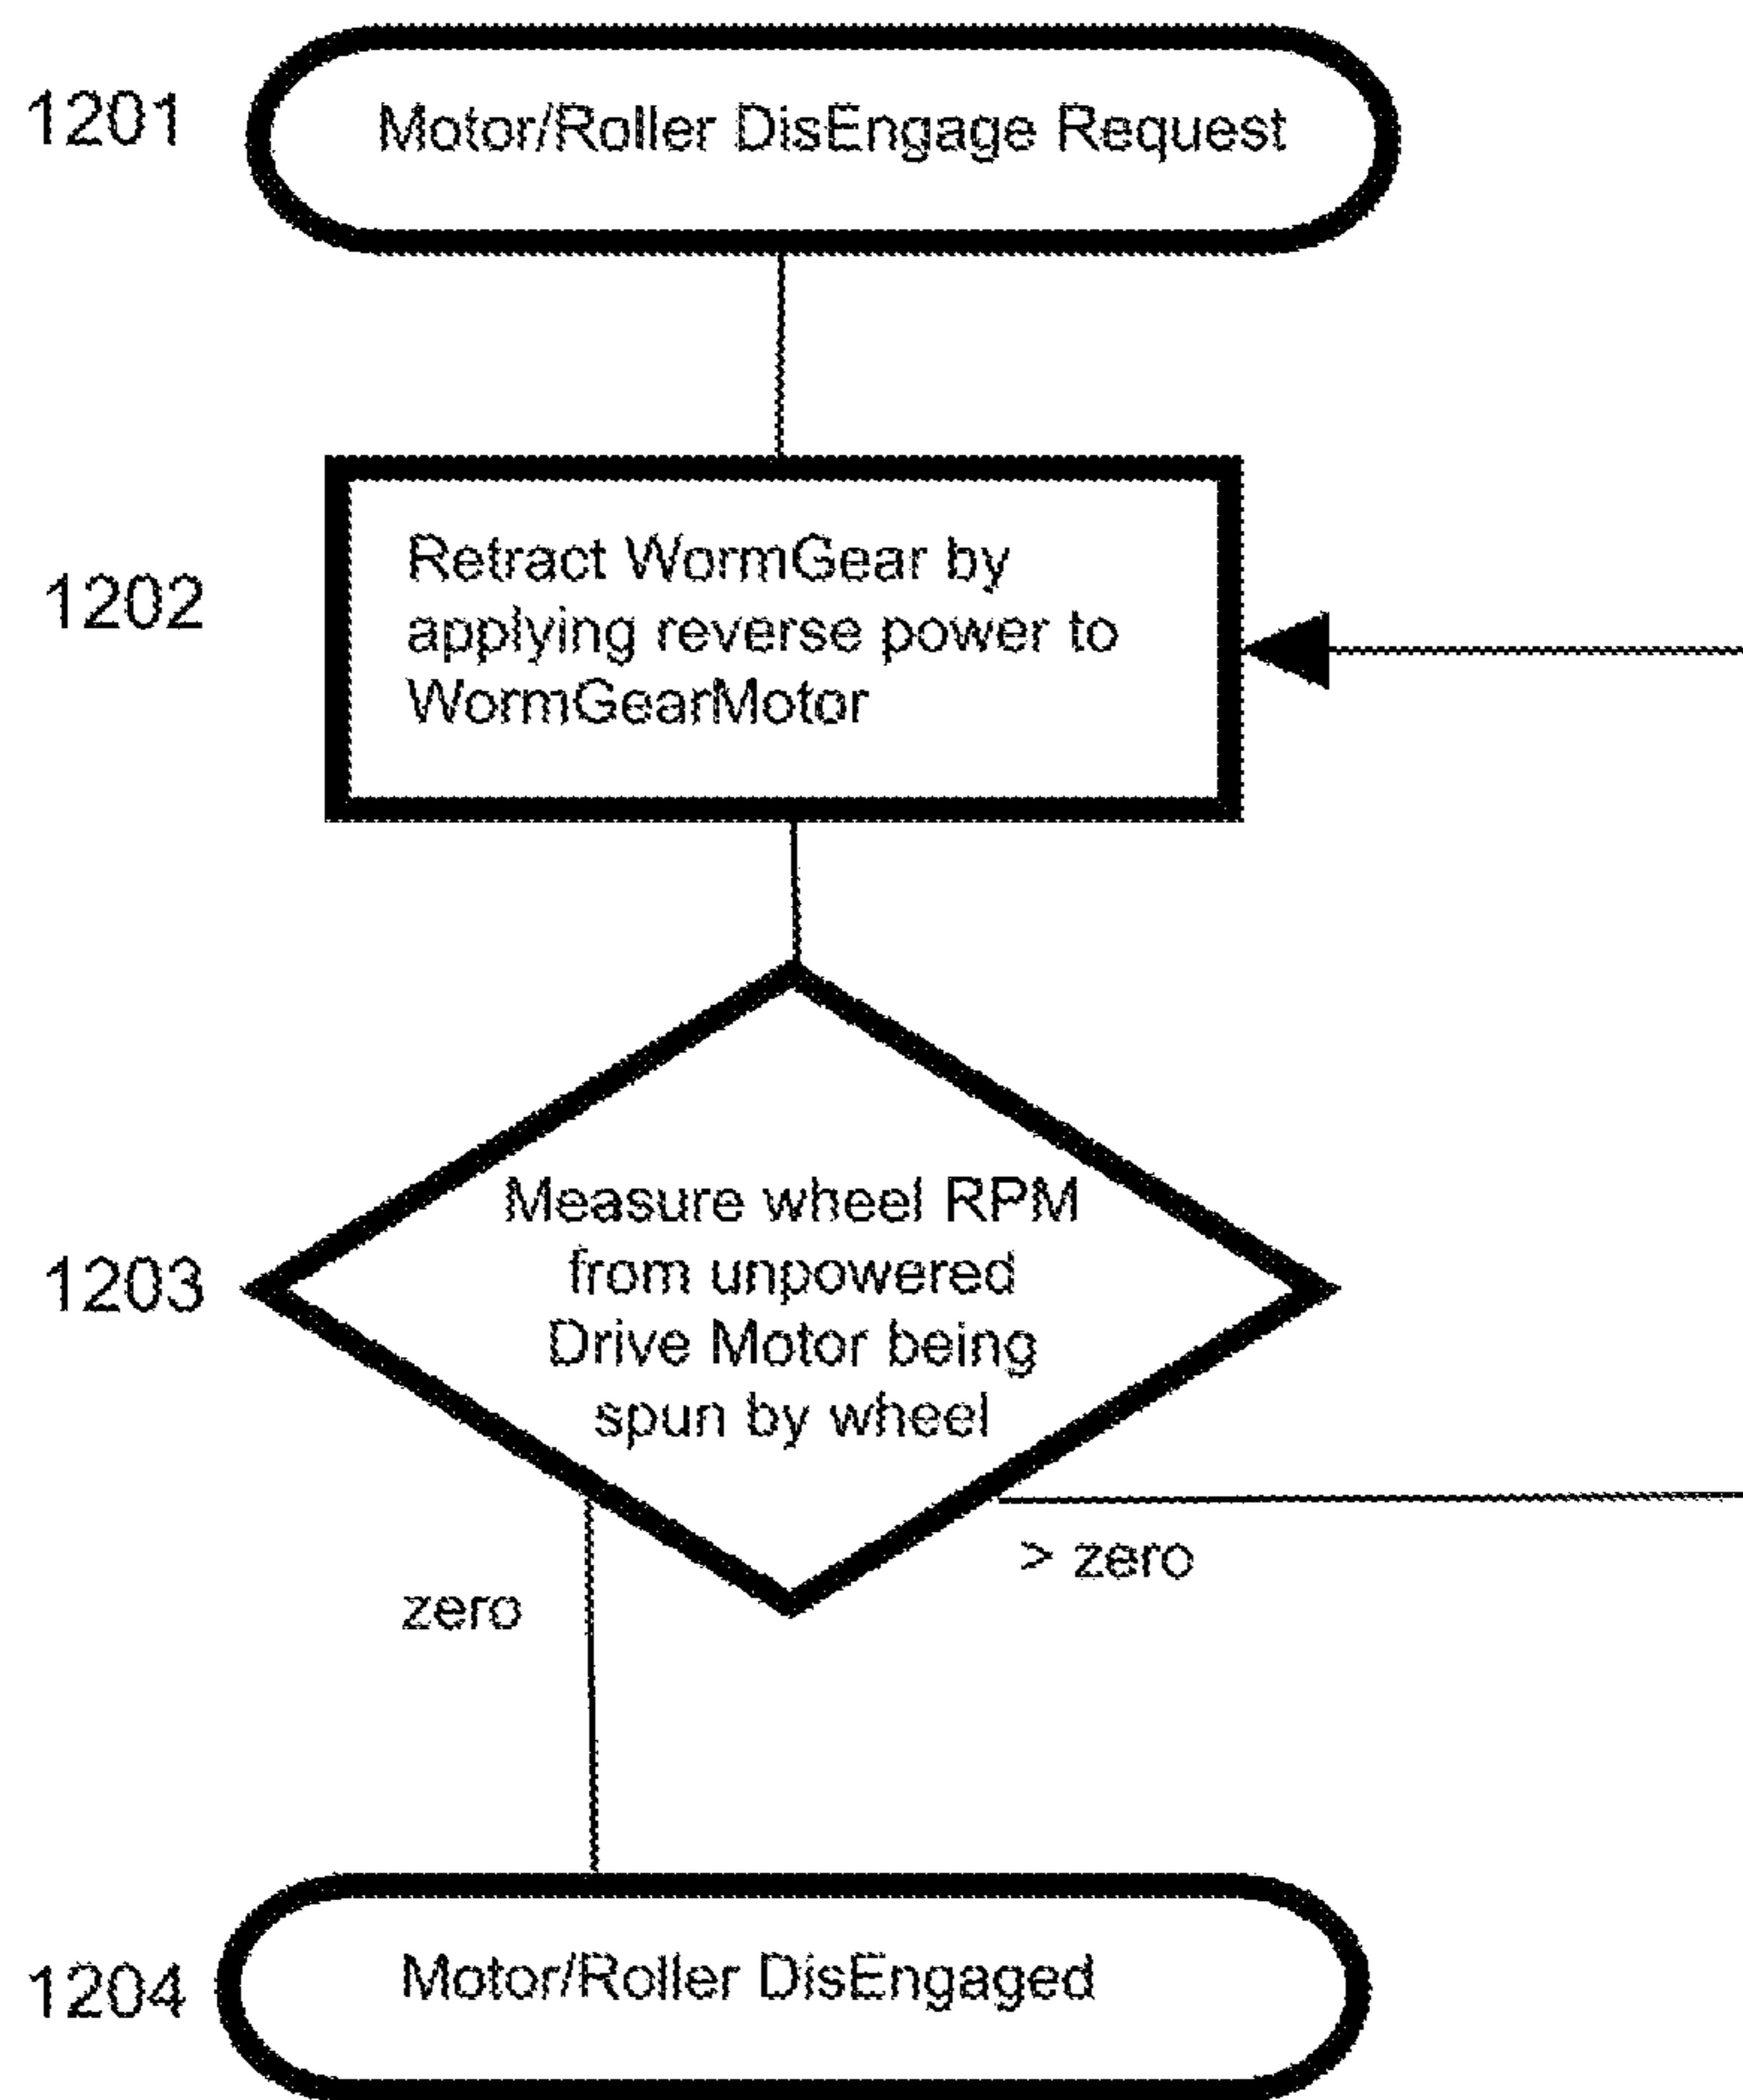 1201
Motor/Roller DisEngage Request
1202
Retract WormGear by
applying reverse power to
WormGearMotor
1203
Measure wheel RPM
from unpowered
Drive Motor being
spun by wheel
> zero
zero
1204
Motor/Roller DisEngaged